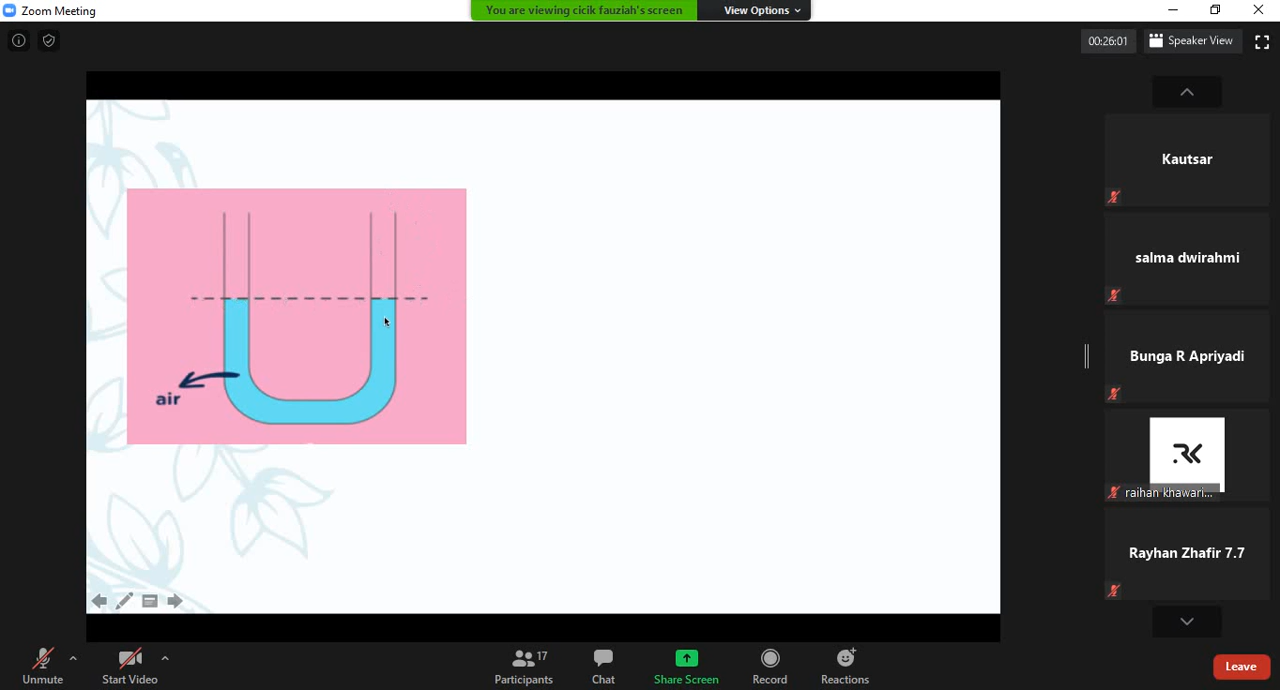 Zoom Meeting
You are viewing cicik fauziah's screen
View Options
00:26:01
Speaker View
Kautsar
salma dwirahmi
Bunga R Apriyadi
RK
raihan khawari...
Rayhan Zhafir 7.7
air
Unmute
Start Video
Participants
17
Chat
Share Screen
Record
Reactions
Leave